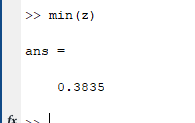 >> min(z)
ans =
0.3835
fx >>